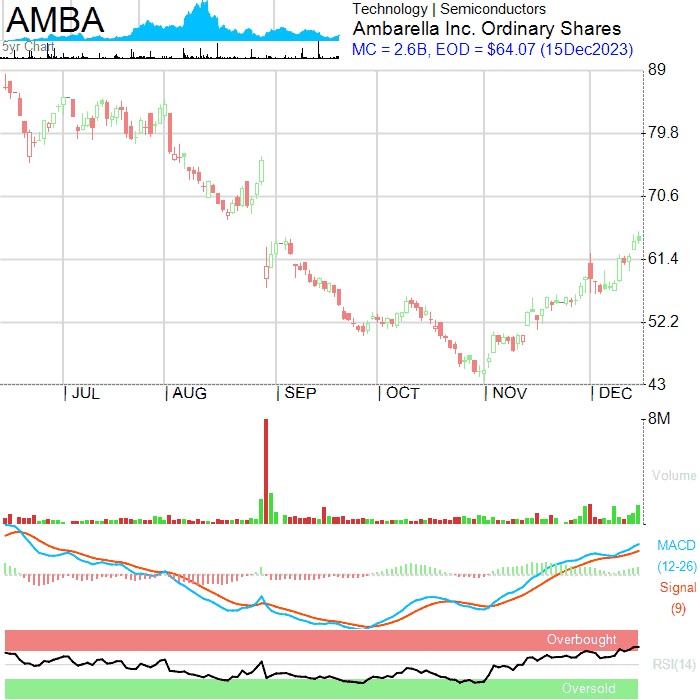 AMBA
5yr Chart
Technology | Semiconductors
Ambarella Inc. Ordinary Shares
MC = 2.6B, EOD = $64.07 (15Dec2023)
89
79.8
70.6
61.4
52.2
43
JUL AUG SEP OCT NOV DEC
8M
Volume
MACD
(12-26)
Signal
(9)
Overbought
RSI(14)
Oversold